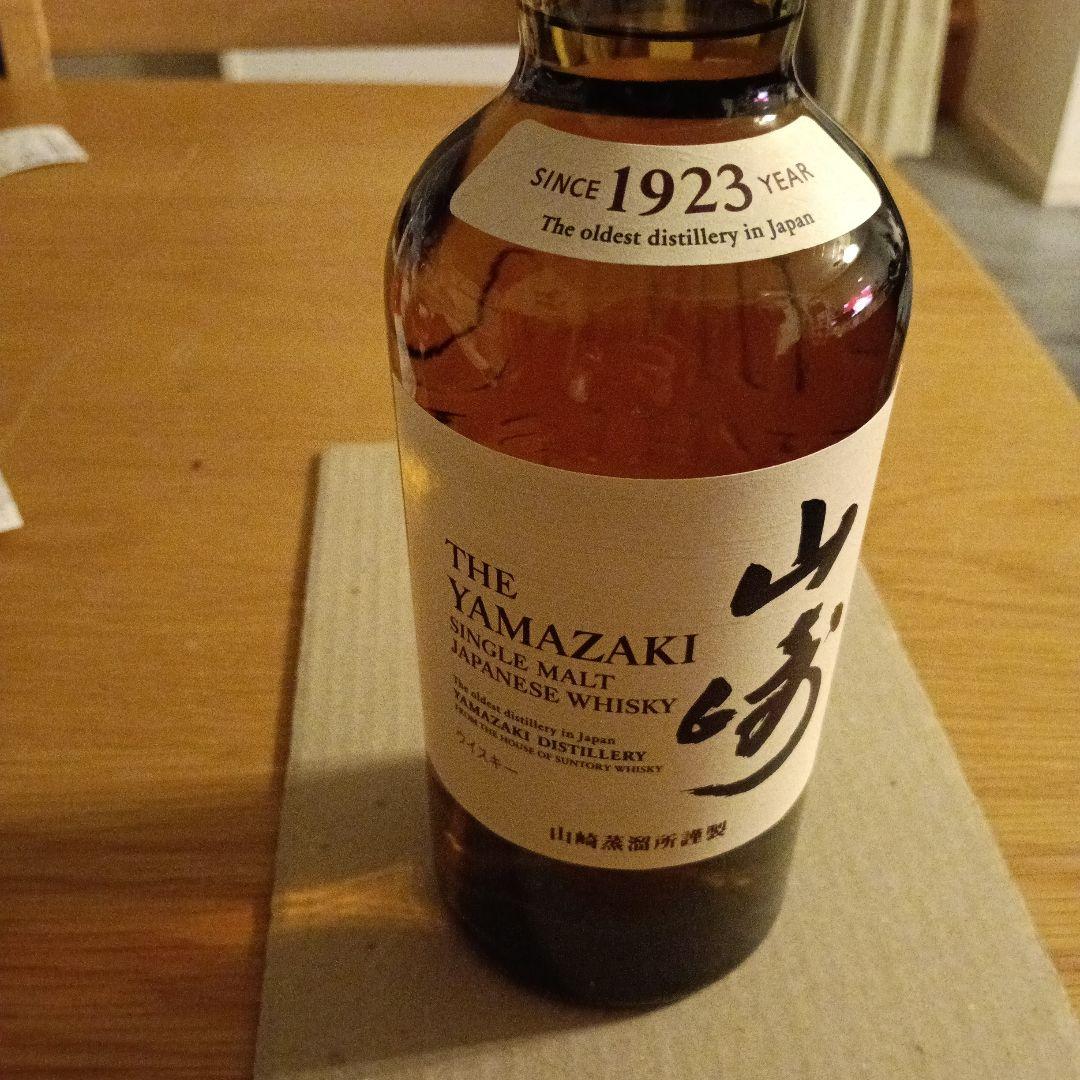 SINCE 1923 YEAR
The oldest distillery in Japan
THE
YAMAZAKI
SINGLE MALT
JAPANESE WHISKY
The oldest distillery in Japan
YAMAZAKI DISTILLERY
FROM THE HOUSE OF SUNTORY WHISKY
ウイスキー
山崎
山崎蒸溜所謹製